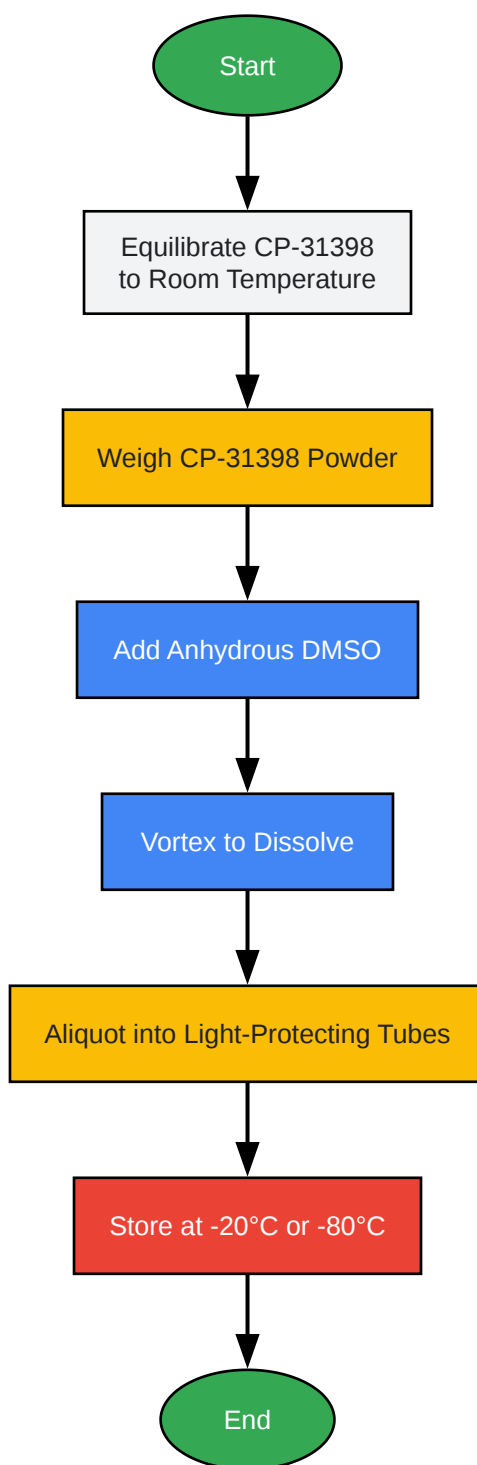 Start
Equilibrate CP-31398
to Room Temperature
Weigh CP-31398 Powder
Add Anhydrous DMSO
Vortex to Dissolve
Aliquot into Light-Protecting Tubes
Store at -20°C or -80°C
End